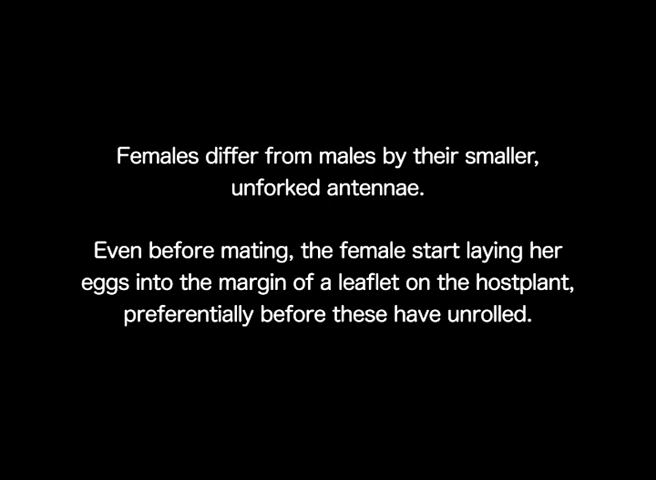 Females differ from males by their smaller,
unforked antennae.
Even before mating, the female start laying her
eggs into the margin of a leaflet on the hostplant,
preferentially before these have unrolled.